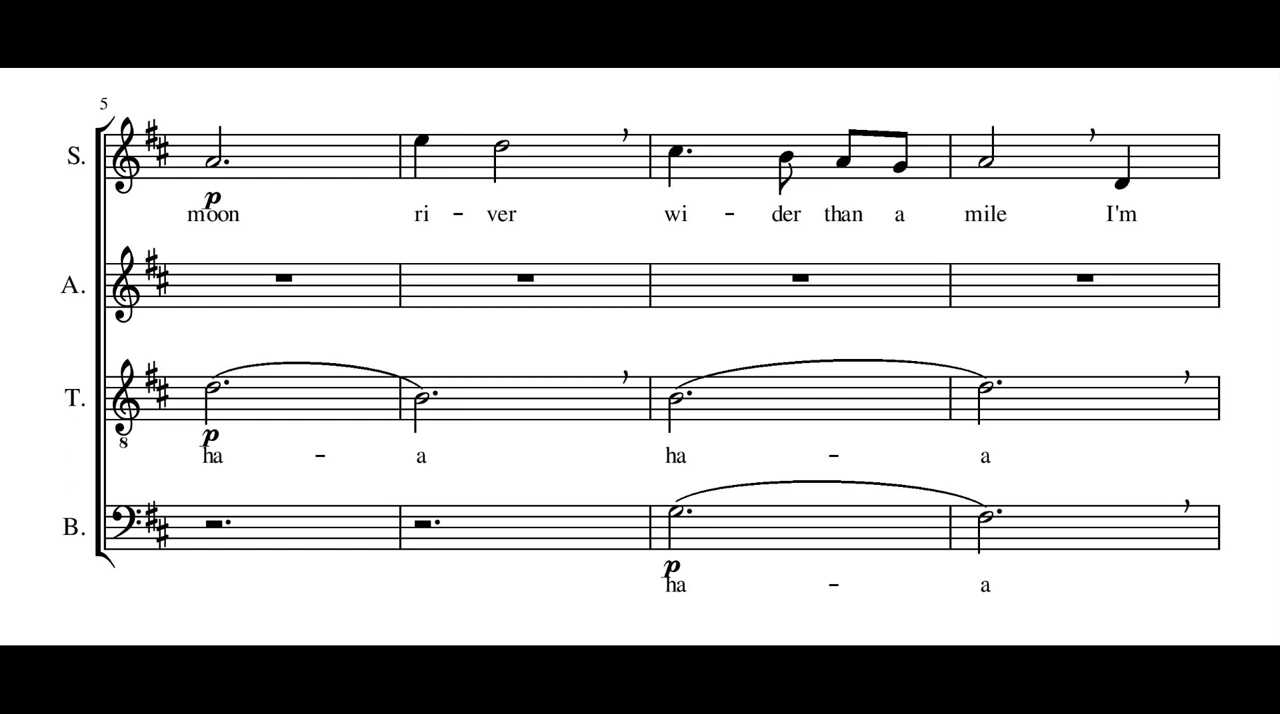 5
S.
p
moon ri - ver wi - der than a mile I'm
A.
T.
8
p
ha - a ha - a
B.
p
ha - a